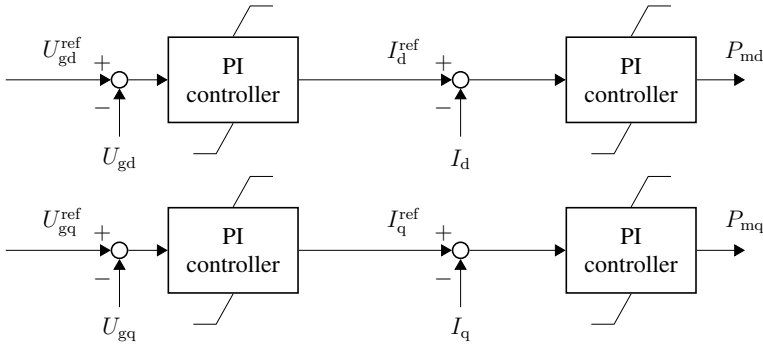 U_gd^ref + − U_gd
PI controller
I_d^ref + − I_d
PI controller
P_md
U_gq^ref + − U_gq
PI controller
I_q^ref + − I_q
PI controller
P_mq